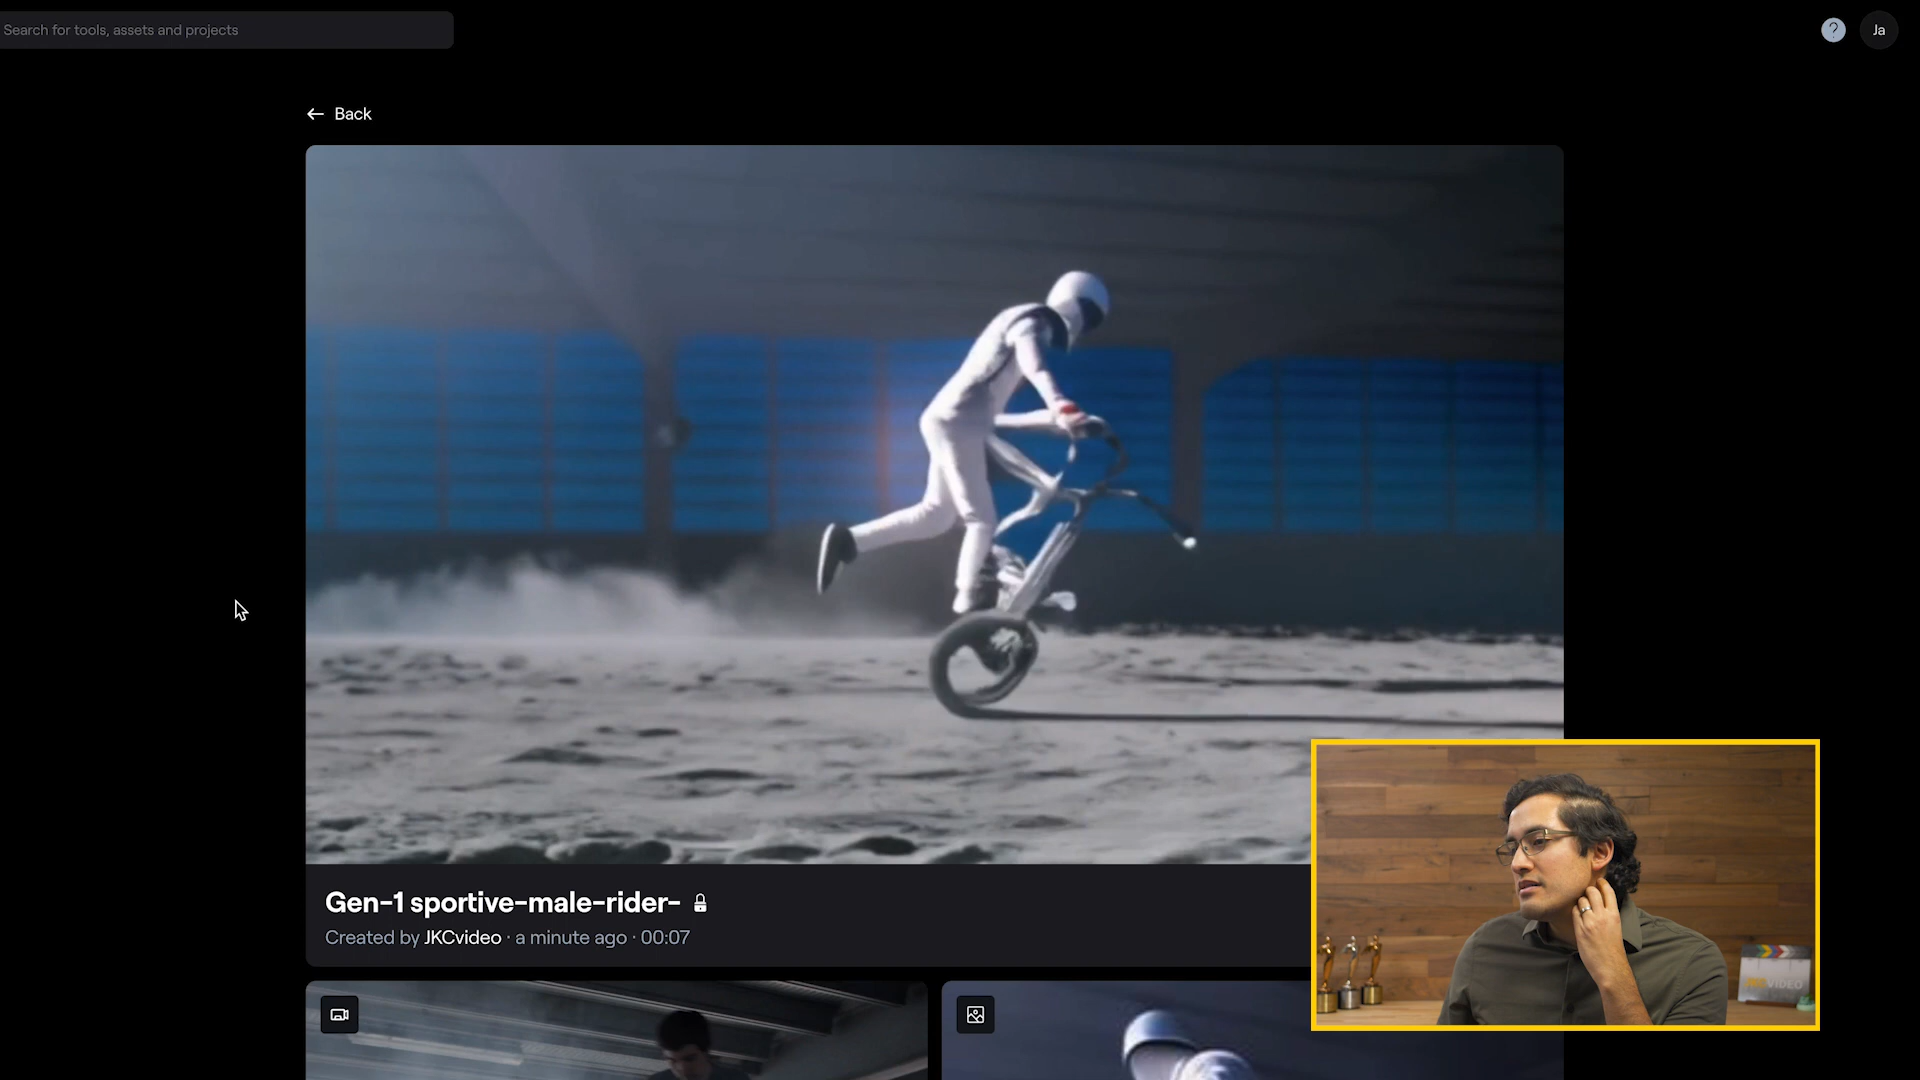 Search for tools, assets and projects
?
Ja
← Back
Gen-1 sportive-male-rider-
Created by JKCvideo · a minute ago · 00:07
VIDEO